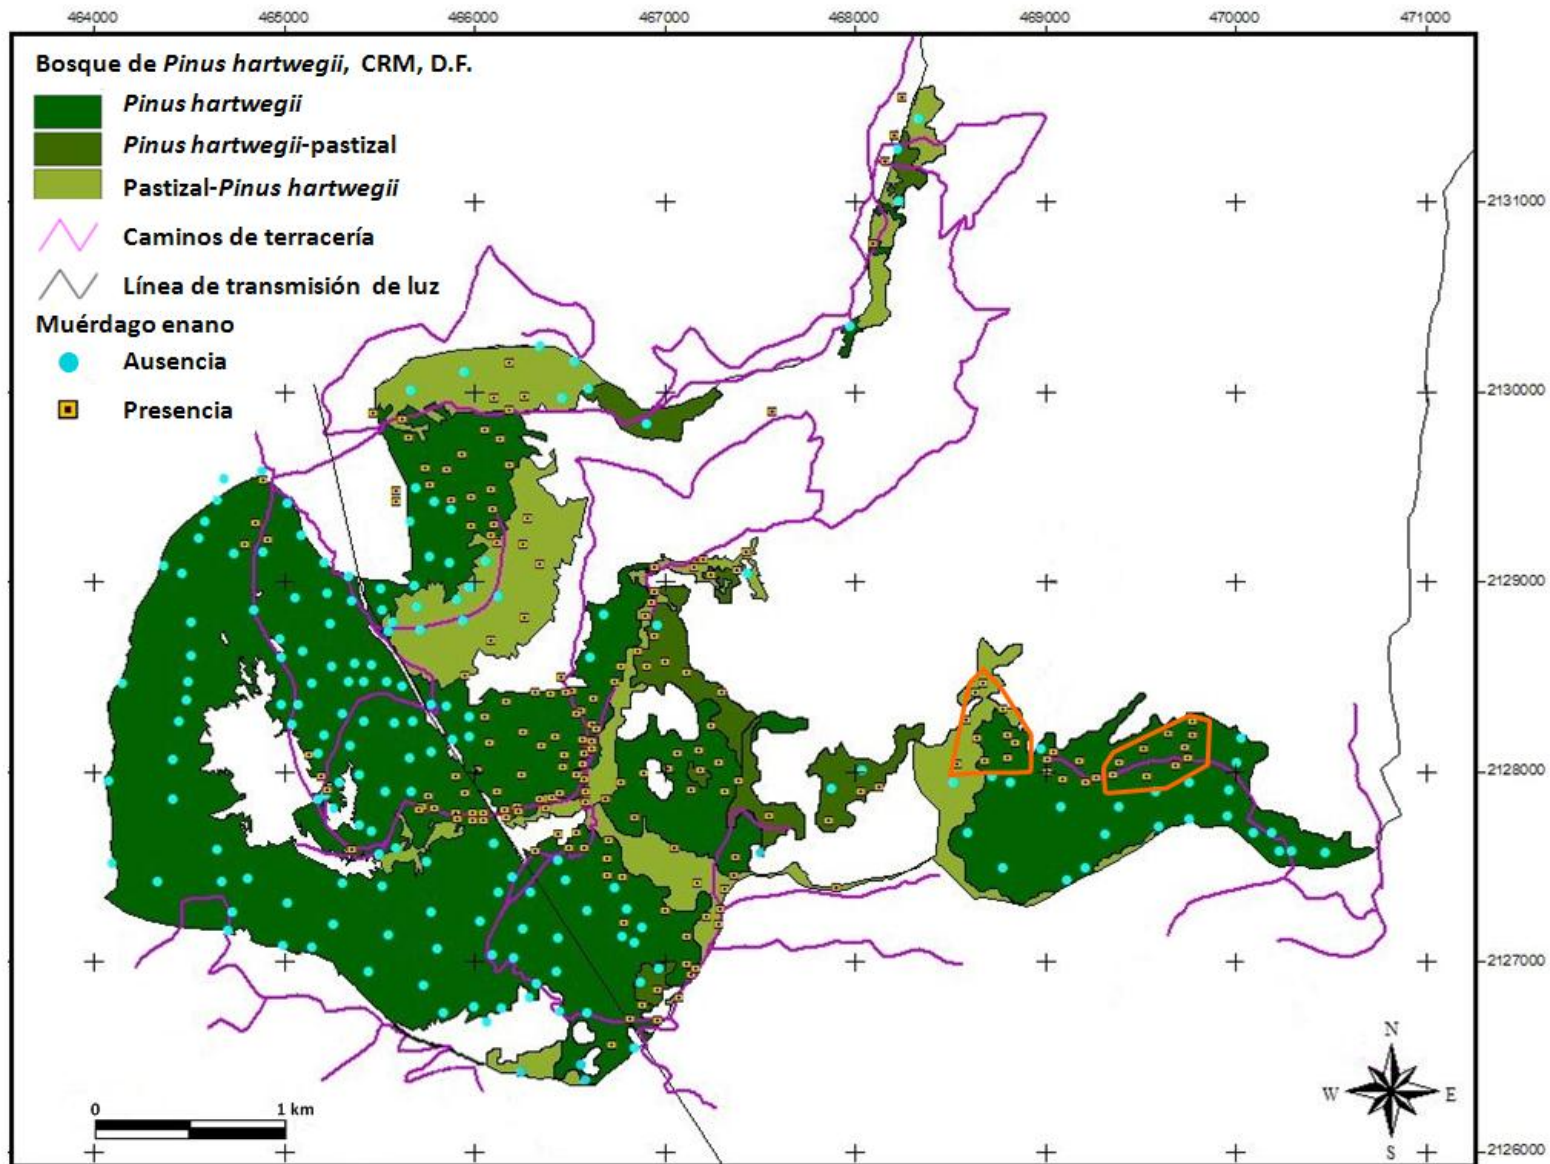 464000 465000 466000 467000 468000 469000 470000 471000
Bosque de Pinus hartwegii, CRM, D.F.
Pinus hartwegii
Pinus hartwegii-pastizal
Pastizal-Pinus hartwegii
Caminos de terracería
Línea de transmisión de luz
Muérdago enano
Ausencia
Presencia
2131000
2130000
2129000
2128000
2127000
2126000
N
W E
S
0 1 km